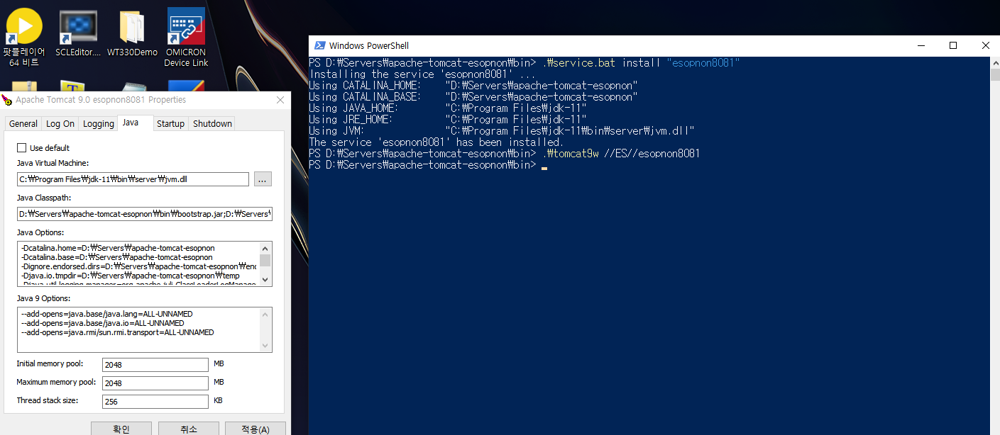 팟플레이어
64 비트
SCLEditor....
WT330Demo
OMICRON
Device Link
Apache Tomcat 9.0 esopnon8081 Properties
General
Log On
Logging
Java
Startup
Shutdown
Use default
Java Virtual Machine:
C:₩Program Files₩jdk-11₩bin₩server₩jvm.dll
...
Java Classpath:
D:₩Servers₩apache-tomcat-esopnon₩bin₩bootstrap.jar;D:₩Servers
Java Options:
-Dcatalina.home=D:₩Servers₩apache-tomcat-esopnon
-Dcatalina.base=D:₩Servers₩apache-tomcat-esopnon
-Dignore.endorsed.dirs=D:₩Servers₩apache-tomcat-esopnon₩end
-Djava.io.tmpdir=D:₩Servers₩apache-tomcat-esopnon₩temp
-Djava.util.logging.manager=org.apache.juli.ClassLoaderLogManage
Java 9 Options:
--add-opens=java.base/java.lang=ALL-UNNAMED
--add-opens=java.base/java.io=ALL-UNNAMED
--add-opens=java.rmi/sun.rmi.transport=ALL-UNNAMED
Initial memory pool: 2048 MB
Maximum memory pool: 2048 MB
Thread stack size: 256 KB
확인
취소
적용(A)
Windows PowerShell
PS D:₩Servers₩apache-tomcat-esopnon₩bin> .₩service.bat install "esopnon8081"
Installing the service 'esopnon8081' ...
Using CATALINA_HOME: "D:₩Servers₩apache-tomcat-esopnon"
Using CATALINA_BASE: "D:₩Servers₩apache-tomcat-esopnon"
Using JAVA_HOME: "C:₩Program Files₩jdk-11"
Using JRE_HOME: "C:₩Program Files₩jdk-11"
Using JVM: "C:₩Program Files₩jdk-11₩bin₩server₩jvm.dll"
The service 'esopnon8081' has been installed.
PS D:₩Servers₩apache-tomcat-esopnon₩bin> .₩tomcat9w //ES//esopnon8081
PS D:₩Servers₩apache-tomcat-esopnon₩bin>